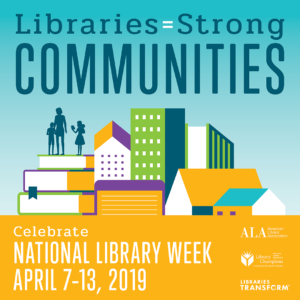 Libraries=Strong
COMMUNITIES
Celebrate
NATIONAL LIBRARY WEEK
APRIL 7-13, 2019
ALA
LIBRARIES
TRANSFORM